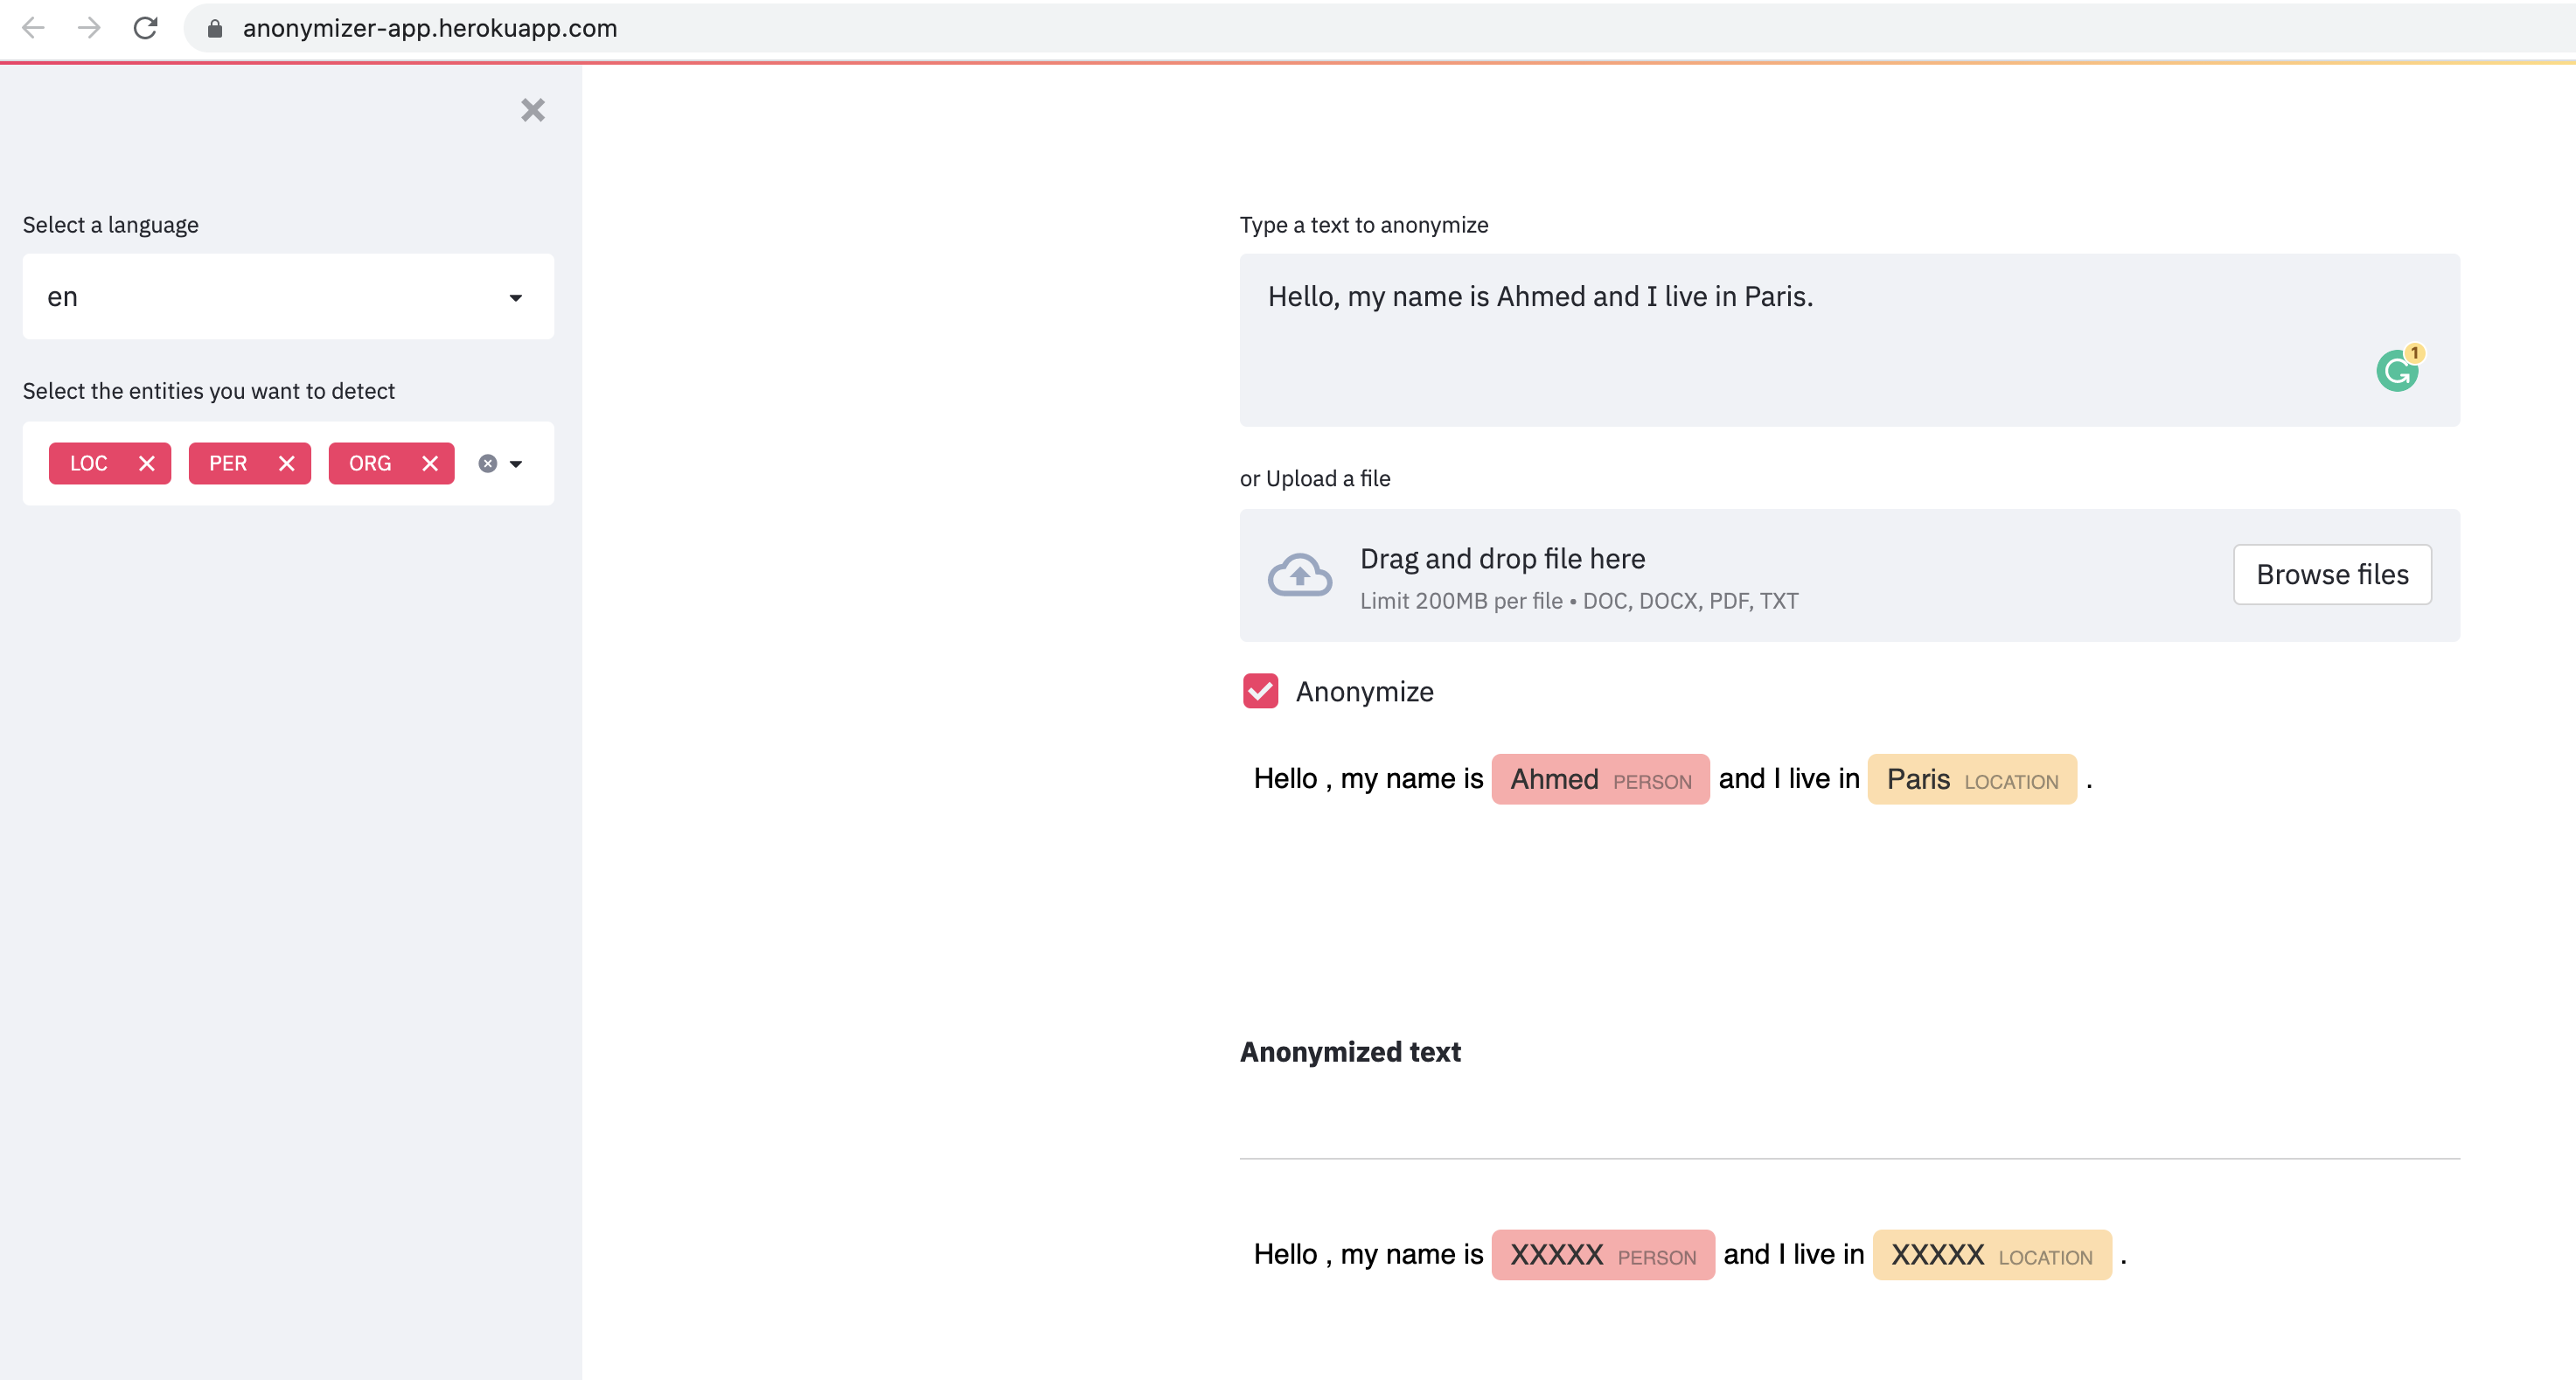 anonymizer-app.herokuapp.com
Select a language
en
Select the entities you want to detect
LOC PER ORG
Type a text to anonymize
Hello, my name is Ahmed and I live in Paris.
1
or Upload a file
Drag and drop file here
Limit 200MB per file • DOC, DOCX, PDF, TXT
Browse files
Anonymize
Hello , my name is Ahmed PERSON and I live in Paris LOCATION .
Anonymized text
Hello , my name is XXXXX PERSON and I live in XXXXX LOCATION .